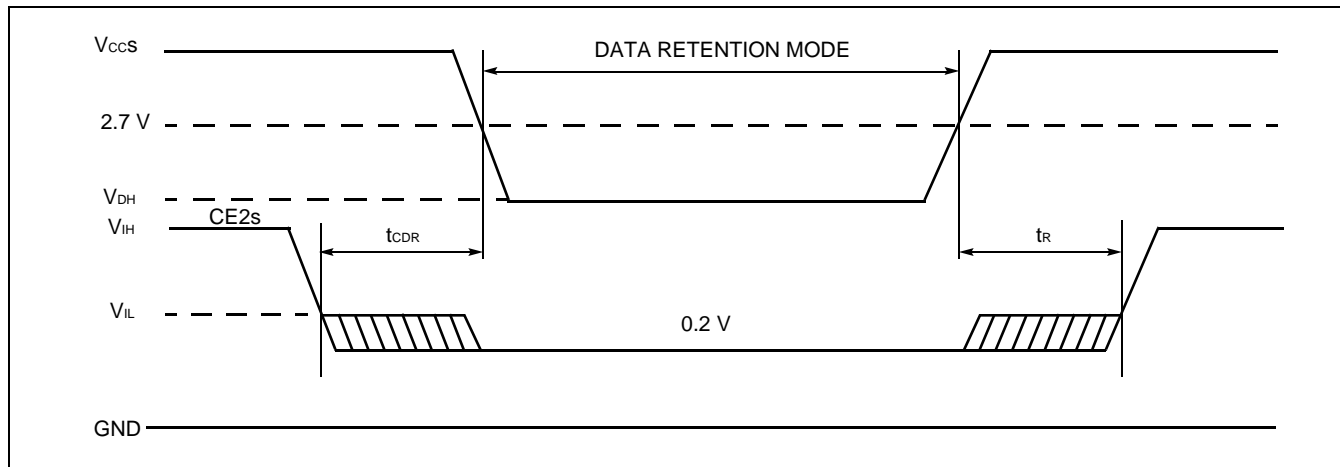 VCCS
DATA RETENTION MODE
2.7 V
VDH
CE2s
VIH
tCDR
tR
VIL
0.2 V
GND